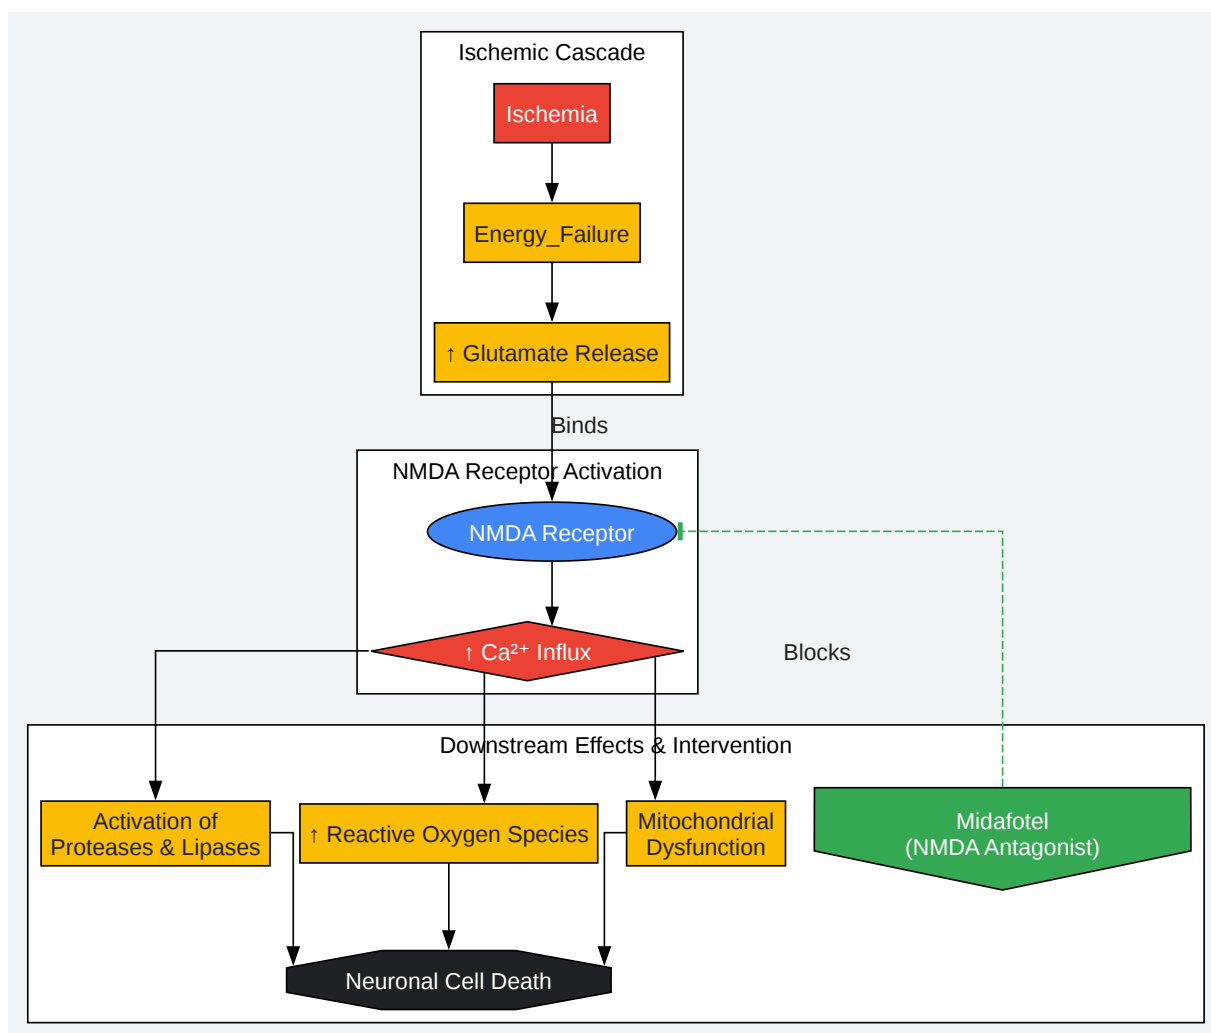 Ischemic Cascade
Ischemia
Energy_Failure
↑ Glutamate Release
Binds
NMDA Receptor Activation
NMDA Receptor
↑ Ca²⁺ Influx
Blocks
Downstream Effects & Intervention
Activation of
Proteases & Lipases
↑ Reactive Oxygen Species
Mitochondrial
Dysfunction
Midafotel
(NMDA Antagonist)
Neuronal Cell Death